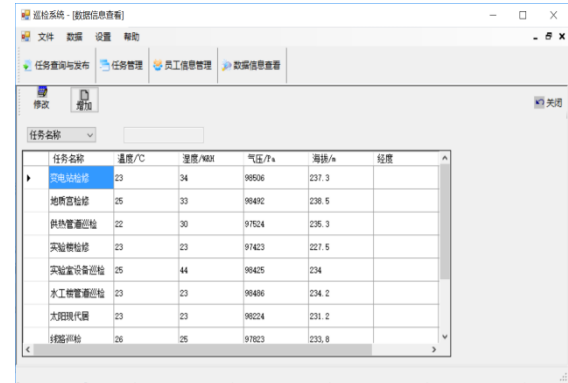 巡检系统 - [数据信息查看]
文件 数据 设置 帮助
任务查询与发布 任务管理 员工信息管理 数据信息查看
修改 增加 关闭
任务名称
任务名称 温度/℃ 湿度/%RH 气压/Pa 海拔/m 经度
变电站检修 23 34 98506 237.3
地质宫检修 25 33 98492 238.5
供热管道巡检 22 30 97524 235.3
实验楼检修 23 23 97423 227.5
实验室设备巡检 25 44 98425 234
水工楼管道巡检 23 23 98486 234.2
太阳现代居 23 23 98224 231.2
线路巡检 26 25 97823 233.8